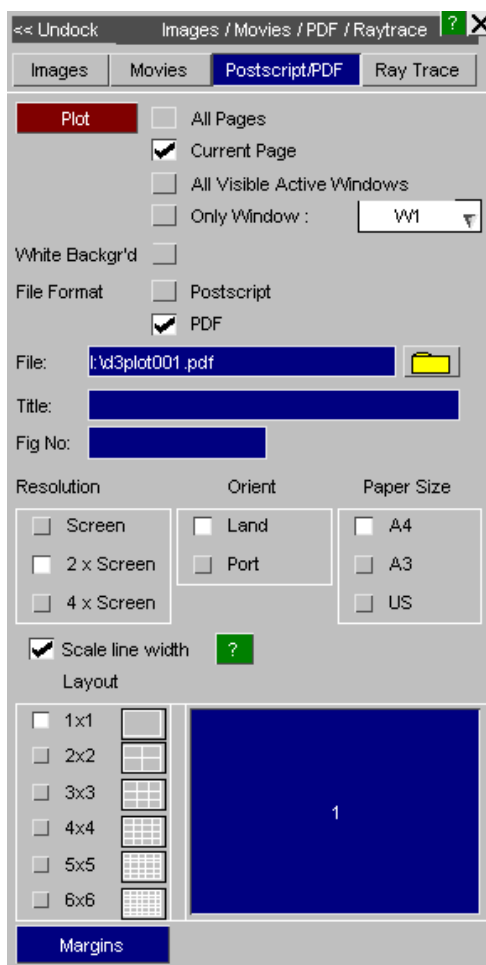 << Undock Images / Movies / PDF / Raytrace ? X
Images Movies Postscript/PDF Ray Trace
Plot All Pages
Current Page
All Visible Active Windows
Only Window : W1
White Backgr'd
File Format Postscript
PDF
File: I:\d3plot001.pdf
Title:
Fig No:
Resolution Orient Paper Size
Screen Land A4
2 x Screen Port A3
4 x Screen US
Scale line width ?
Layout
1x1
2x2
3x3
4x4
5x5
6x6
1
Margins